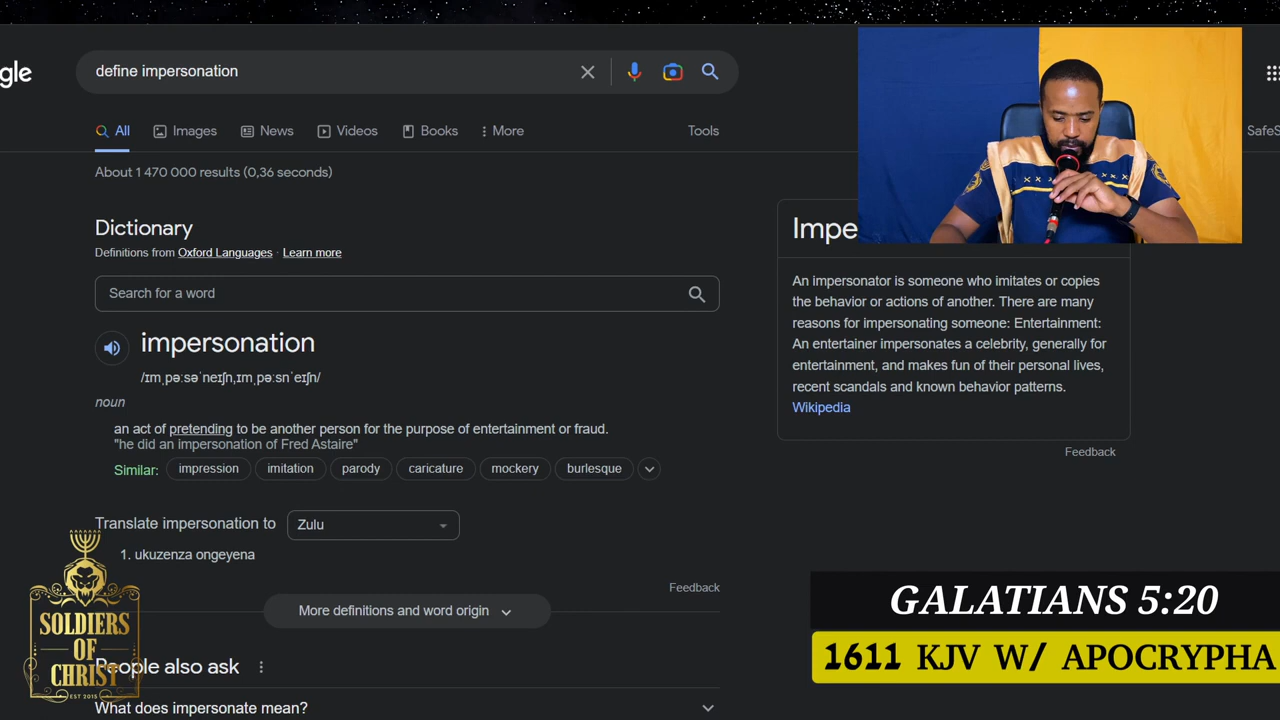 gle
define impersonation
All
Images
News
Videos
Books
More
Tools
SafeS
About 1 470 000 results (0,36 seconds)
Dictionary
Definitions from Oxford Languages · Learn more
Search for a word
impersonation
/ɪmˌpəːsəˈneɪʃn,ɪmˌpəːsnˈeɪʃn/
noun
an act of pretending to be another person for the purpose of entertainment or fraud.
"he did an impersonation of Fred Astaire"
Similar: impression imitation parody caricature mockery burlesque
Translate impersonation to Zulu
1. ukuzenza ongeyena
Feedback
More definitions and word origin
People also ask
What does impersonate mean?
Impe
An impersonator is someone who imitates or copies
the behavior or actions of another. There are many
reasons for impersonating someone: Entertainment:
An entertainer impersonates a celebrity, generally for
entertainment, and makes fun of their personal lives,
recent scandals and known behavior patterns.
Wikipedia
Feedback
SOLDIERS
OF
CHRIST
EST 2015
GALATIANS 5:20
1611 KJV W/ APOCRYPHA